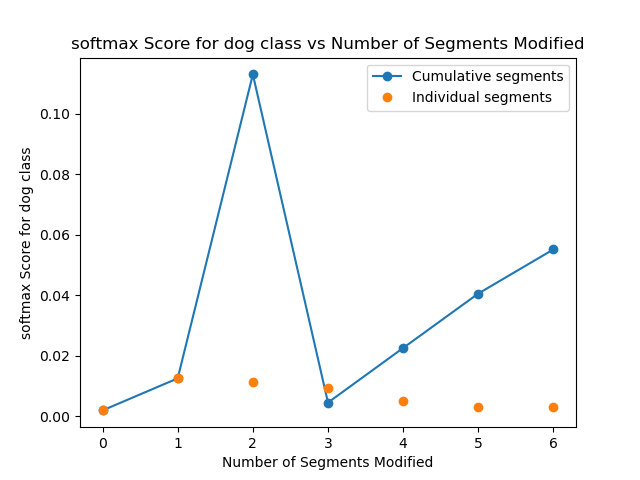 softmax Score for dog class vs Number of Segments Modified
Cumulative segments
Individual segments
softmax Score for dog class
0.10
0.08
0.06
0.04
0.02
0.00
0 1 2 3 4 5 6
Number of Segments Modified